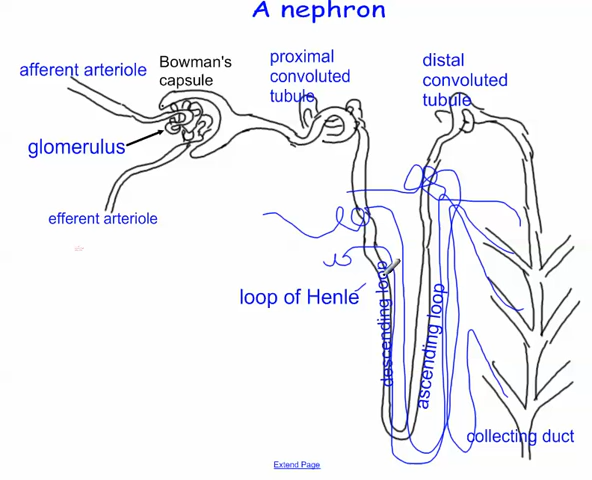 A nephron
afferent arteriole
Bowman's
capsule
proximal
convoluted
tubule
distal
convoluted
tubule
glomerulus
efferent arteriole
loop of Henle
descending loop
ascending loop
collecting duct
Extend Page